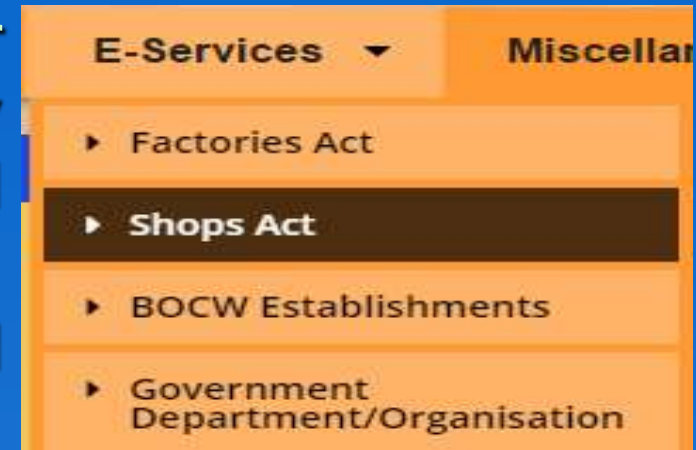 E-Services
Factories Act
Shops Act
BOCW Establishments
Government
Department/Organisation